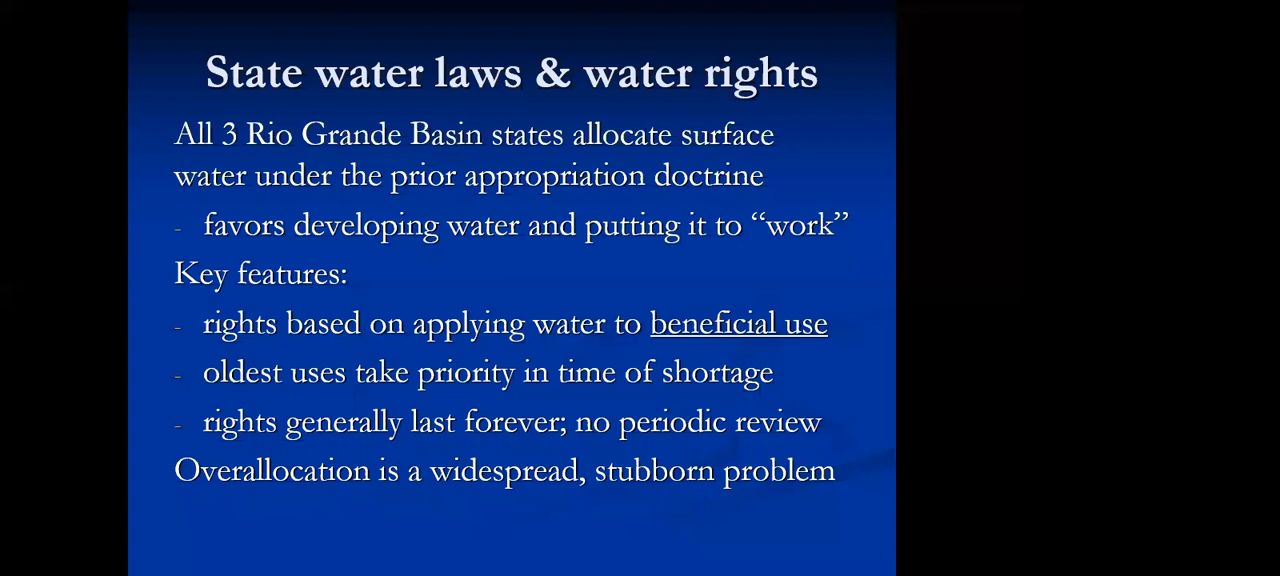 State water laws & water rights
All 3 Rio Grande Basin states allocate surface
water under the prior appropriation doctrine
- favors developing water and putting it to “work”
Key features:
- rights based on applying water to beneficial use
- oldest uses take priority in time of shortage
- rights generally last forever; no periodic review
Overallocation is a widespread, stubborn problem